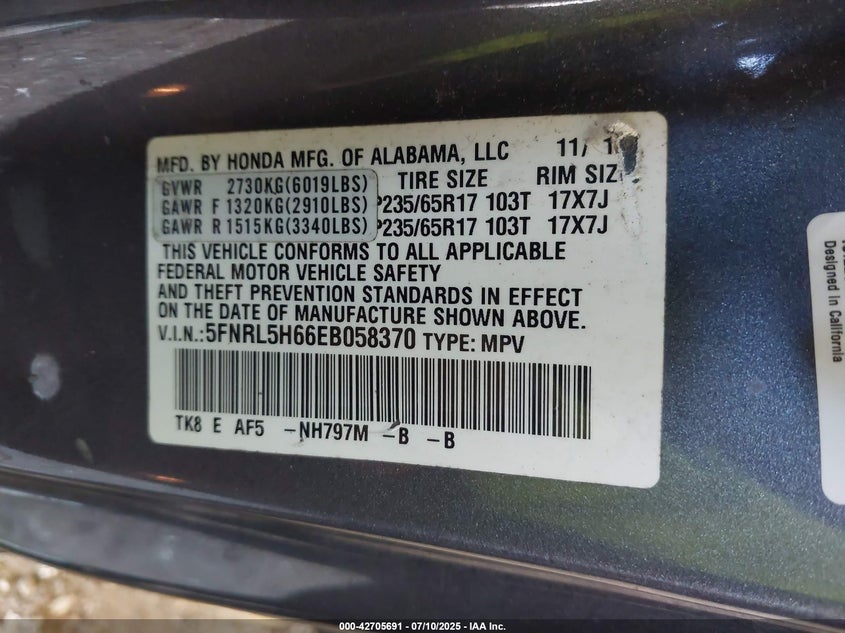 MFD. BY HONDA MFG. OF ALABAMA, LLC 11/ 1
GVWR 2730KG(6019LBS) TIRE SIZE RIM SIZ
GAWR F 1320KG(2910LBS) P235/65R17 103T 17X7J
GAWR R 1515KG(3340LBS) P235/65R17 103T 17X7J
THIS VEHICLE CONFORMS TO ALL APPLICABLE
FEDERAL MOTOR VEHICLE SAFETY
AND THEFT PREVENTION STANDARDS IN EFFECT
ON THE DATE OF MANUFACTURE SHOWN ABOVE.
V.I.N.:5FNRL5H66EB058370 TYPE: MPV
TK8 E AF5 -NH797M -B -B
Designed in California
000-42705691 / 07/10/2025 - IAA Inc.